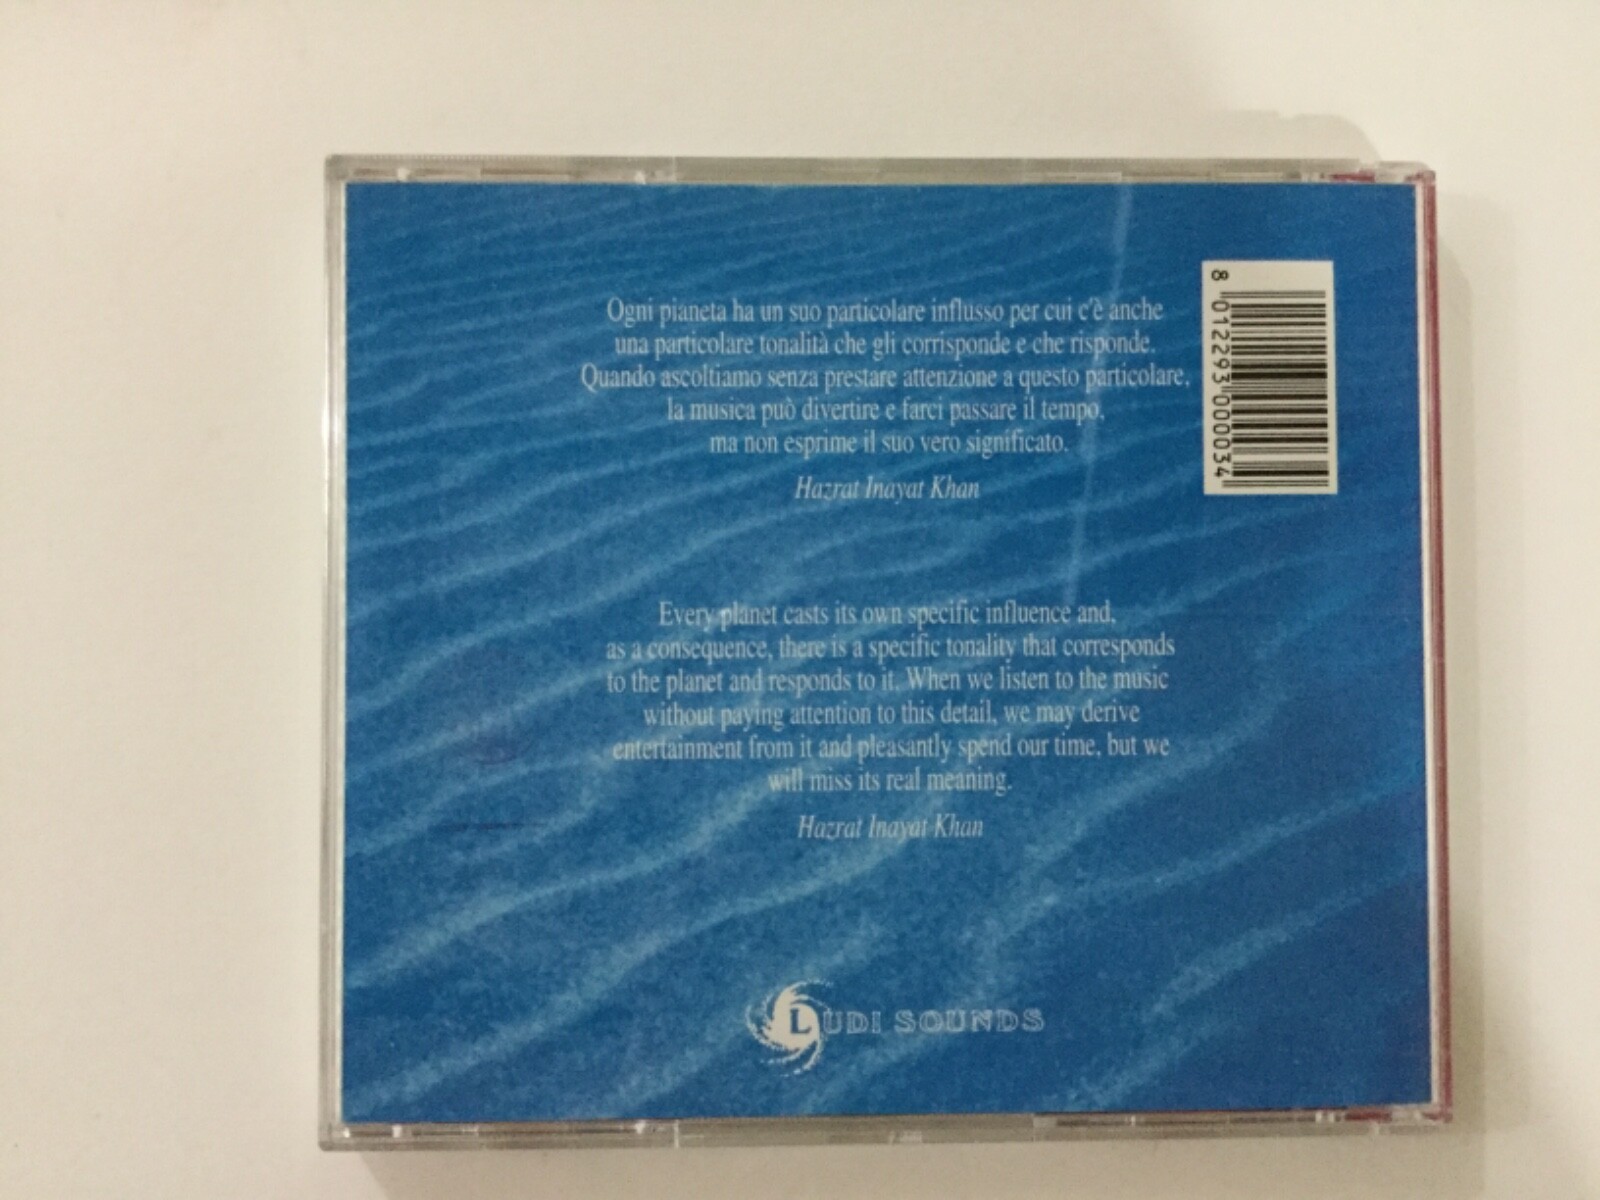 Ogni pianeta ha un suo particolare influsso per cui c'è anche
una particolare tonalità che gli corrisponde e che risponde.
Quando ascoltiamo senza prestare attenzione a questo particolare,
la musica può divertire e farci passare il tempo,
ma non esprime il suo vero significato.
Hazrat Inayat Khan
8 012293 000034
Every planet casts its own specific influence and,
as a consequence, there is a specific tonality that corresponds
to the planet and responds to it. When we listen to the music
without paying attention to this detail, we may derive
entertainment from it and pleasantly spend our time, but we
will miss its real meaning.
Hazrat Inayat Khan
LUDI SOUNDS